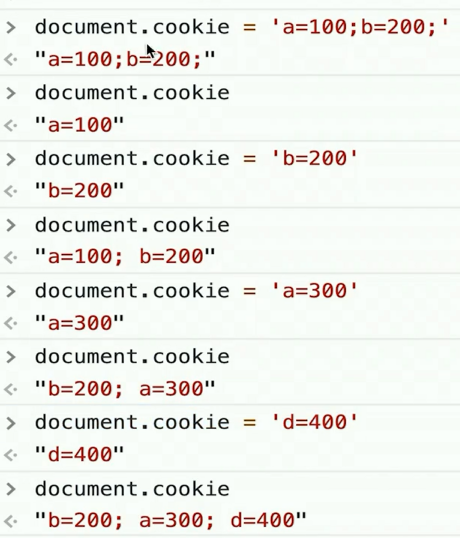 > document.cookie = 'a=100;b=200;'
<· "a=100;b=200;"
> document.cookie
<· "a=100"
> document.cookie = 'b=200'
<· "b=200"
> document.cookie
<· "a=100; b=200"
> document.cookie = 'a=300'
<· "a=300"
> document.cookie
<· "b=200; a=300"
> document.cookie = 'd=400'
<· "d=400"
> document.cookie
<· "b=200; a=300; d=400"